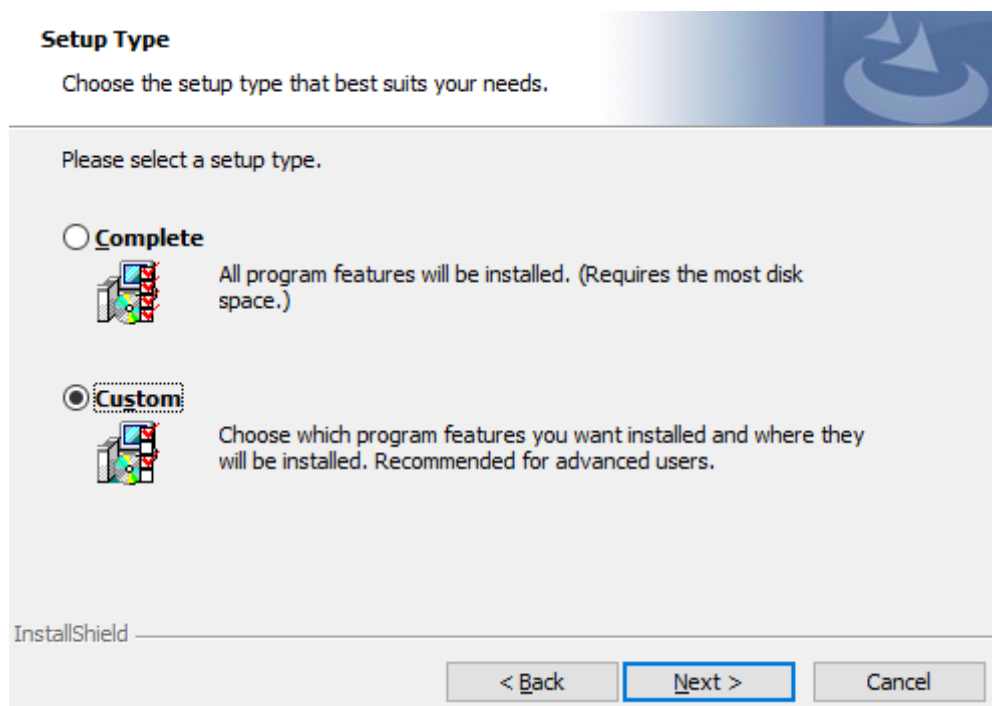 Setup Type
Choose the setup type that best suits your needs.
Please select a setup type.
Complete
All program features will be installed. (Requires the most disk
space.)
Custom
Choose which program features you want installed and where they
will be installed. Recommended for advanced users.
InstallShield
< Back
Next >
Cancel